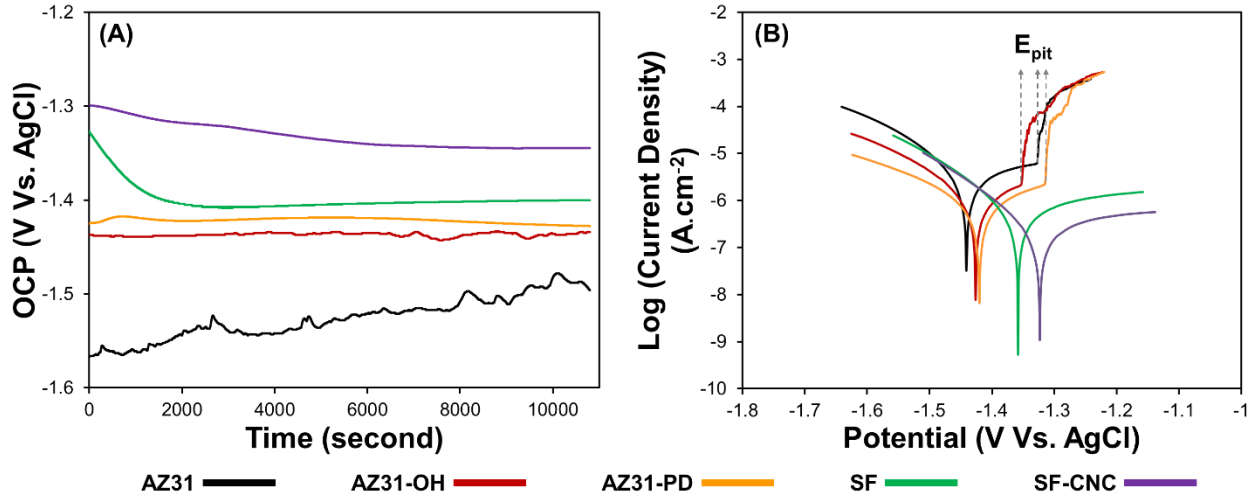 (A)
OCP (V Vs. AgCl)
-1.2
-1.3
-1.4
-1.5
-1.6
0
2000
4000
6000
8000
10000
Time (second)
(B)
E_pit
Log (Current Density)
(A.cm⁻²)
-2
-3
-4
-5
-6
-7
-8
-9
-10
-1.8
-1.7
-1.6
-1.5
-1.4
-1.3
-1.2
-1.1
-1
Potential (V Vs. AgCl)
AZ31
AZ31-OH
AZ31-PD
SF
SF-CNC